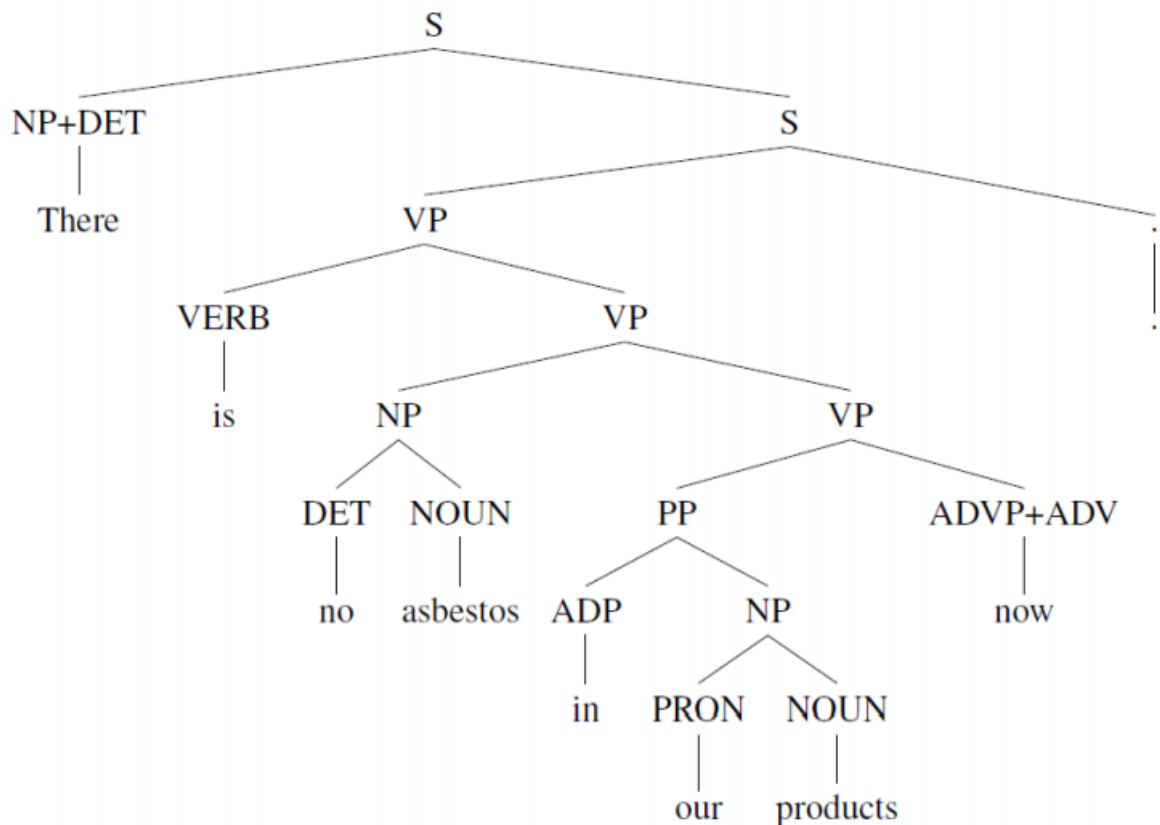 S
NP+DET S
There VP .
VERB VP .
is NP VP
DET NOUN PP ADVP+ADV
no asbestos ADP NP now
in PRON NOUN
our products